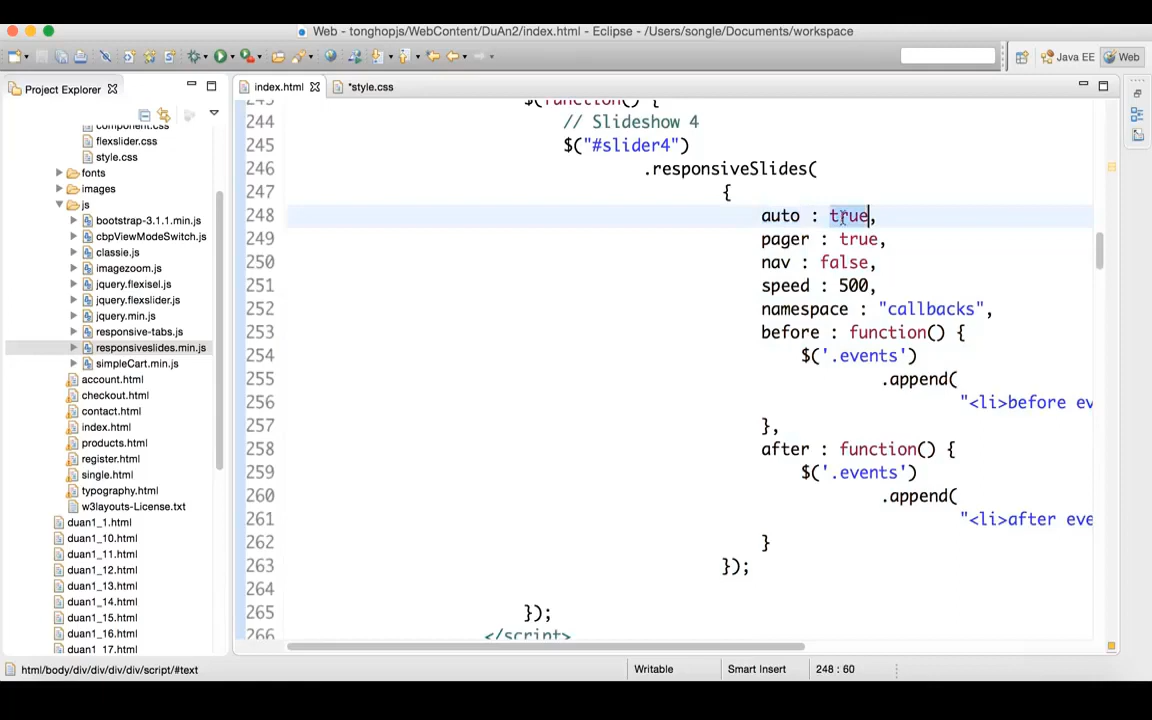 Web - tonghopjs/WebContent/DuAn2/index.html - Eclipse - /Users/songle/Documents/workspace
Java EE
Web
Project Explorer
component.css
flexslider.css
style.css
fonts
images
js
bootstrap-3.1.1.min.js
cbpViewModeSwitch.js
classie.js
imagezoom.js
jquery.flexisel.js
jquery.flexslider.js
jquery.min.js
responsive-tabs.js
responsiveslides.min.js
simpleCart.min.js
account.html
checkout.html
contact.html
index.html
products.html
register.html
single.html
typography.html
w3layouts-License.txt
duan1_1.html
duan1_10.html
duan1_11.html
duan1_12.html
duan1_13.html
duan1_14.html
duan1_15.html
duan1_16.html
duan1_17.html
index.html
*style.css
243 $(function() {
244 // Slideshow 4
245 $("#slider4")
246 .responsiveSlides(
247 {
248 auto : true,
249 pager : true,
250 nav : false,
251 speed : 500,
252 namespace : "callbacks",
253 before : function() {
254 $('.events')
255 .append(
256 "<li>before ev
257 },
258 after : function() {
259 $('.events')
260 .append(
261 "<li>after eve
262 }
263 });
264
265 });
266 </script>
html/body/div/div/div/div/script/#text
Writable
Smart Insert
248 : 60